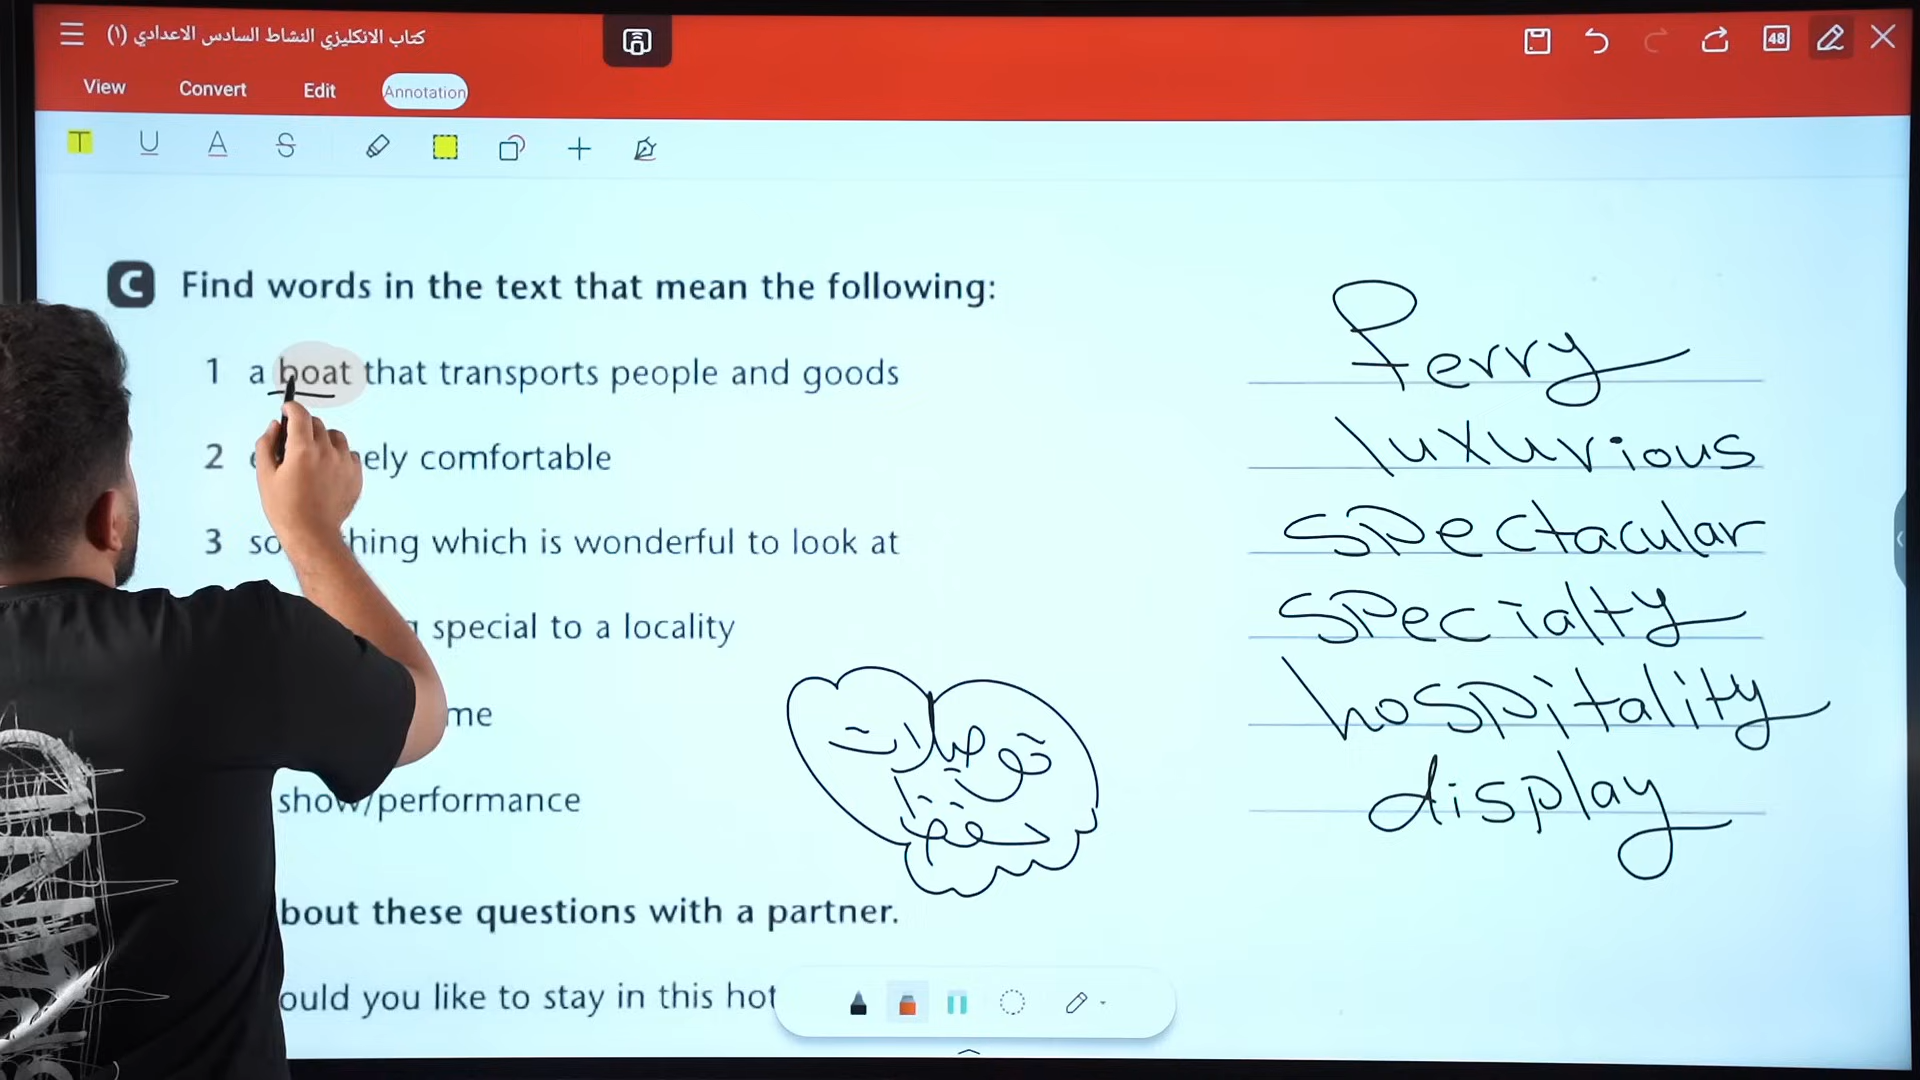 كتاب الانكليزي النشاط السادس الاعدادي (١)
48
View Convert Edit Annotation
T U A S
C Find words in the text that mean the following:
1 a boat that transports people and goods
ferry
2 ely comfortable
luxurious
3 so hing which is wonderful to look at
spectacular
special to a locality
specialty
me
hospitality
show/performance
display
توصيلات
حفظ
bout these questions with a partner.
ould you like to stay in this hot